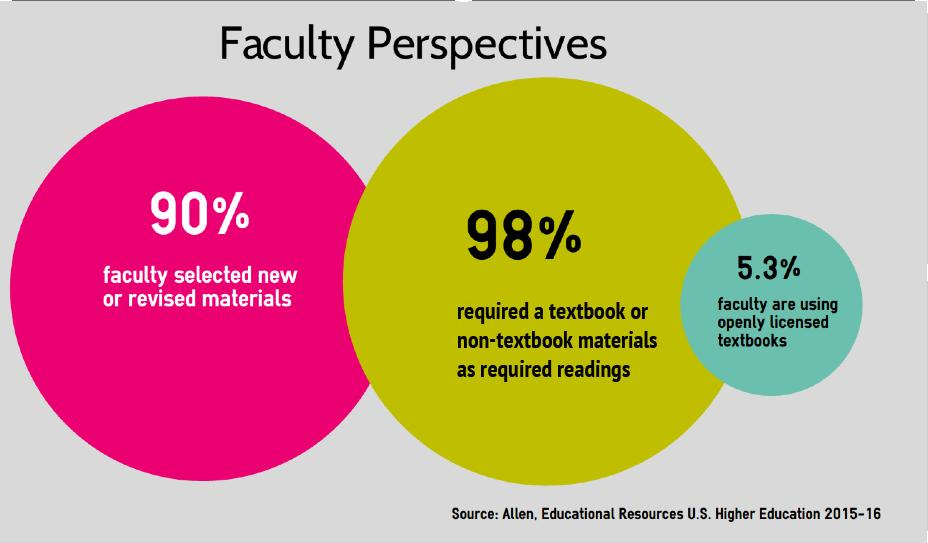 Faculty Perspectives
90%
faculty selected new
or revised materials
98%
required a textbook or
non-textbook materials
as required readings
5.3%
faculty are using
openly licensed
textbooks
Source: Allen, Educational Resources U.S. Higher Education 2015-16